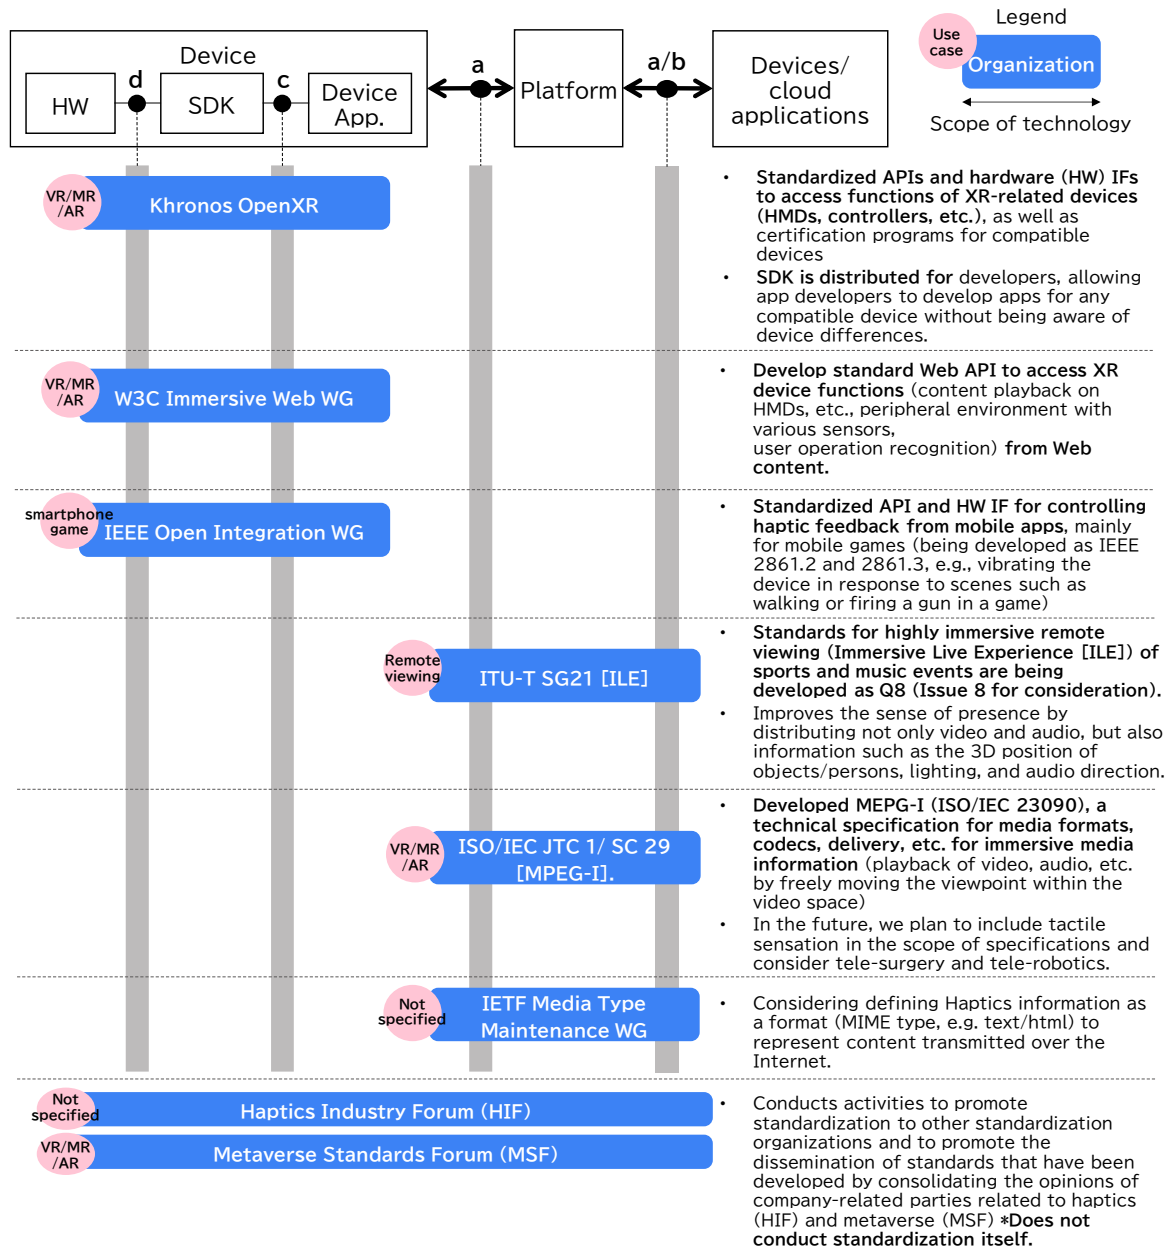 Legend
Use
case
Organization
Scope of technology
Device
HW
d
SDK
c
Device
App.
a
Platform
a/b
Devices/
cloud
applications
VR/MR
/AR
Khronos OpenXR
• Standardized APIs and hardware (HW) IFs
to access functions of XR-related devices
(HMDs, controllers, etc.), as well as
certification programs for compatible
devices
• SDK is distributed for developers, allowing
app developers to develop apps for any
compatible device without being aware of
device differences.
VR/MR
/AR
W3C Immersive Web WG
• Develop standard Web API to access XR
device functions (content playback on
HMDs, etc., peripheral environment with
various sensors,
user operation recognition) from Web
content.
smartphone
game
IEEE Open Integration WG
• Standardized API and HW IF for controlling
haptic feedback from mobile apps, mainly
for mobile games (being developed as IEEE
2861.2 and 2861.3, e.g., vibrating the
device in response to scenes such as
walking or firing a gun in a game)
Remote
viewing
ITU-T SG21 [ILE]
• Standards for highly immersive remote
viewing (Immersive Live Experience [ILE]) of
sports and music events are being
developed as Q8 (Issue 8 for consideration).
• Improves the sense of presence by
distributing not only video and audio, but also
information such as the 3D position of
objects/persons, lighting, and audio direction.
VR/MR
/AR
ISO/IEC JTC 1/ SC 29
[MPEG-I].
• Developed MEPG-I (ISO/IEC 23090), a
technical specification for media formats,
codecs, delivery, etc. for immersive media
information (playback of video, audio, etc.
by freely moving the viewpoint within the
video space)
• In the future, we plan to include tactile
sensation in the scope of specifications and
consider tele-surgery and tele-robotics.
Not
specified
IETF Media Type
Maintenance WG
• Considering defining Haptics information as
a format (MIME type, e.g. text/html) to
represent content transmitted over the
Internet.
Not
specified
Haptics Industry Forum (HIF)
VR/MR
/AR
Metaverse Standards Forum (MSF)
• Conducts activities to promote
standardization to other standardization
organizations and to promote the
dissemination of standards that have been
developed by consolidating the opinions of
company-related parties related to haptics
(HIF) and metaverse (MSF) *Does not
conduct standardization itself.